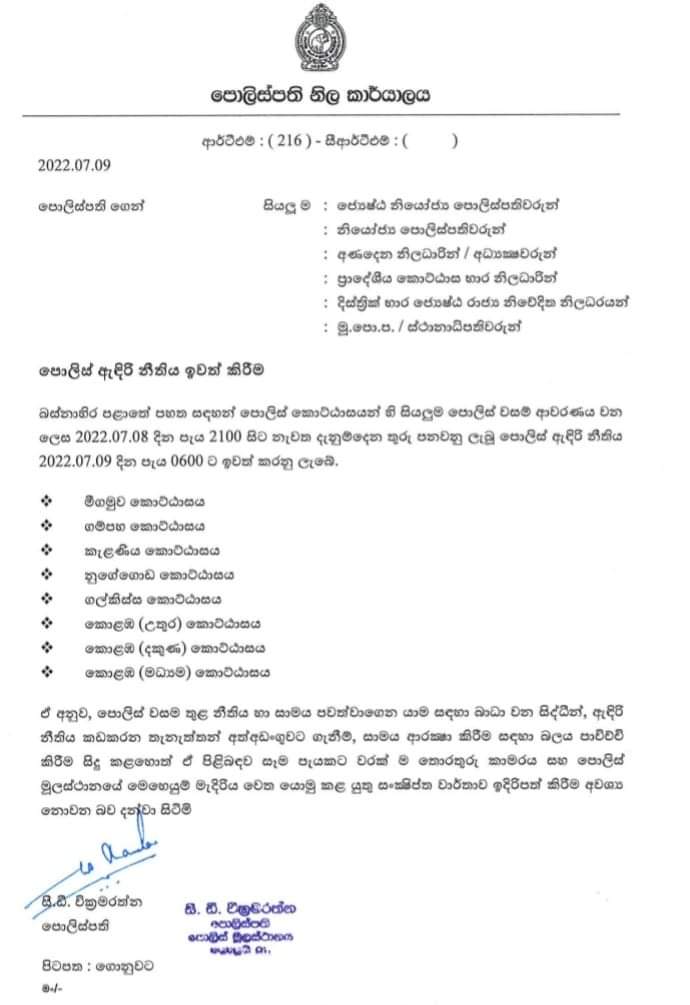 පොලිස්පති නිල කාර්යාලය
ආර්ටීඑම් : ( 216 ) - සීආර්ටීඑම් : (          )
2022.07.09
පොලිස්පති ගෙන් සියලු ම : ජ්‍යෙෂ්ඨ නියෝජ්‍ය පොලිස්පතිවරුන්
: නියෝජ්‍ය පොලිස්පතිවරුන්
: අණදෙන නිලධාරින් / අධ්‍යක්ෂවරුන්
: ප්‍රාදේශීය කොට්ඨාස භාර නිලධාරින්
: දිස්ත්‍රික් භාර ජ්‍යෙෂ්ඨ රාජ්‍ය නිවේදිත නිලධරයන්
: මූ.පො.ප. / ස්ථානාධිපතිවරුන්
පොලිස් ඇඳිරි නීතිය ඉවත් කිරීම
බස්නාහිර පළාතේ පහත සඳහන් පොලිස් කොට්ඨාසයන් හි සියලුම පොලිස් වසම් ආවරණය වන
ලෙස 2022.07.08 දින පැය 2100 සිට නැවත දැනුම්දෙන තුරු පනවනු ලැබූ පොලිස් ඇඳිරි නීතිය
2022.07.09 දින පැය 0600 ට ඉවත් කරනු ලැබේ.
❖ මීගමුව කොට්ඨාසය
❖ ගම්පහ කොට්ඨාසය
❖ කැළණිය කොට්ඨාසය
❖ නුගේගොඩ කොට්ඨාසය
❖ ගල්කිස්ස කොට්ඨාසය
❖ කොළඹ (උතුර) කොට්ඨාසය
❖ කොළඹ (දකුණ) කොට්ඨාසය
❖ කොළඹ (මධ්‍යම) කොට්ඨාසය
ඒ අනුව, පොලිස් වසම තුළ නීතිය හා සාමය පවත්වාගෙන යාම සඳහා බාධා වන සිද්ධීන්, ඇඳිරි
නීතිය කඩකරන තැනැත්තන් අත්අඩංගුවට ගැනීම්, සාමය ආරක්‍ෂා කිරීම සඳහා බලය පාවිච්චි
කිරීම සිදු කළහොත් ඒ පිළිබඳව සෑම පැයකට වරක් ම තොරතුරු කාමරය සහ පොලිස්
මූලස්ථානයේ මෙහෙයුම් මැදිරිය වෙත යොමු කළ යුතු සංක්ෂිප්ත වාර්තාව ඉදිරිපත් කිරීම අවශ්‍ය
නොවන බව දන්වා සිටිමි
සී.ඩී. වික්‍රමරත්න
පොලිස්පති
සී. ඩී. වික්‍රමරත්න
පොලිස්පති
පොලිස් මූලස්ථානය
පිටපත : ගොනුවට
ම-/-